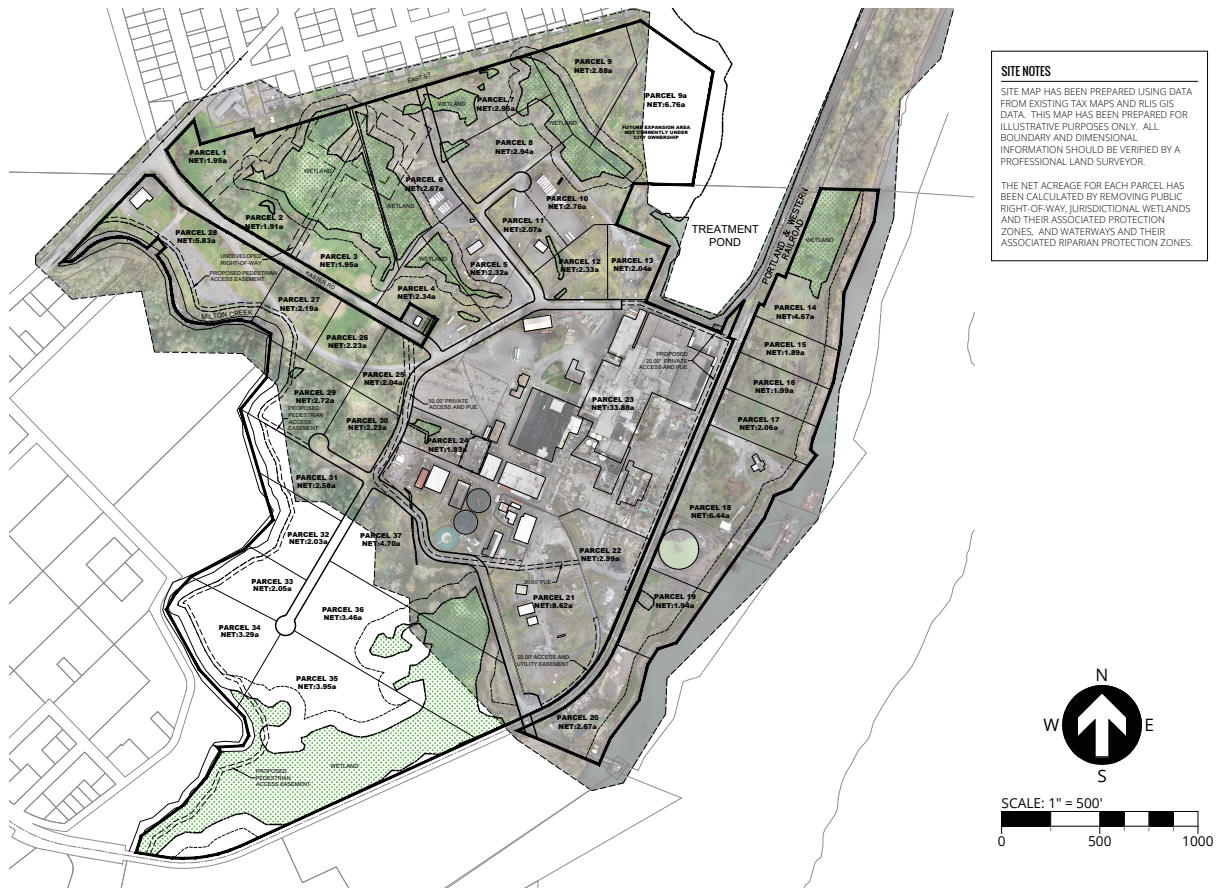 SITE NOTES
SITE MAP HAS BEEN PREPARED USING DATA
FROM EXISTING TAX MAPS AND RLIS GIS
DATA. THIS MAP HAS BEEN PREPARED FOR
ILLUSTRATIVE PURPOSES ONLY. ALL
BOUNDARY AND DIMENSIONAL
INFORMATION SHOULD BE VERIFIED BY A
PROFESSIONAL LAND SURVEYOR.
THE NET ACREAGE FOR EACH PARCEL HAS
BEEN CALCULATED BY REMOVING PUBLIC
RIGHT-OF-WAY, JURISDICTIONAL WETLANDS
AND THEIR ASSOCIATED PROTECTION
ZONES, AND WATERWAYS AND THEIR
ASSOCIATED RIPARIAN PROTECTION ZONES.
EAST ST
PARCEL 9
NET:2.88a
PARCEL 9a
NET:6.76a
FUTURE EXPANSION AREA
NOT CURRENTLY UNDER
CITY OWNERSHIP
PARCEL 7
NET:2.95a
WETLAND
WETLAND
PARCEL 8
NET:2.94a
PARCEL 1
NET:1.95a
WETLAND
PARCEL 6
NET:2.67a
WETLAND
PARCEL 10
NET:2.76a
PARCEL 11
NET:2.07a
PARCEL 2
NET:1.91a
PARCEL 28
NET:5.83a
UNDEVELOPED
RIGHT-OF-WAY
PROPOSED PEDESTRIAN
ACCESS EASEMENT
PARCEL 3
NET:1.95a
KASTER RD
WETLAND
PARCEL 5
NET:2.32a
PARCEL 12
NET:2.33a
PARCEL 13
NET:2.04a
TREATMENT
POND
PORTLAND & WESTERN
RAILROAD
WETLAND
PARCEL 4
NET:2.34a
PARCEL 27
NET:2.19a
MILTON CREEK
PARCEL 14
NET:4.67a
PARCEL 26
NET:2.23a
PARCEL 15
NET:1.89a
PROPOSED
20.00' PRIVATE
ACCESS AND PUE
PARCEL 25
NET:2.04a
PARCEL 16
NET:1.99a
PARCEL 29
NET:2.72a
PROPOSED
PEDESTRIAN
ACCESS
EASEMENT
50.00' PRIVATE
ACCESS AND PUE
PARCEL 23
NET:33.88a
PARCEL 30
NET:2.23a
PARCEL 17
NET:2.06a
PARCEL 24
NET:1.83a
PARCEL 31
NET:2.58a
PARCEL 18
NET:6.44a
PARCEL 32
NET:2.03a
PARCEL 37
NET:4.70a
PARCEL 22
NET:2.99a
PARCEL 33
NET:2.05a
20.00' PUE
PARCEL 21
NET:8.62a
PARCEL 19
NET:1.94a
PARCEL 36
NET:3.46a
PARCEL 34
NET:3.29a
20.00' ACCESS AND
UTILITY EASEMENT
PARCEL 35
NET:3.95a
PARCEL 20
NET:2.67a
WETLAND
PROPOSED
PEDESTRIAN
ACCESS EASEMENT
N
W
E
S
SCALE: 1" = 500'
0
500
1000